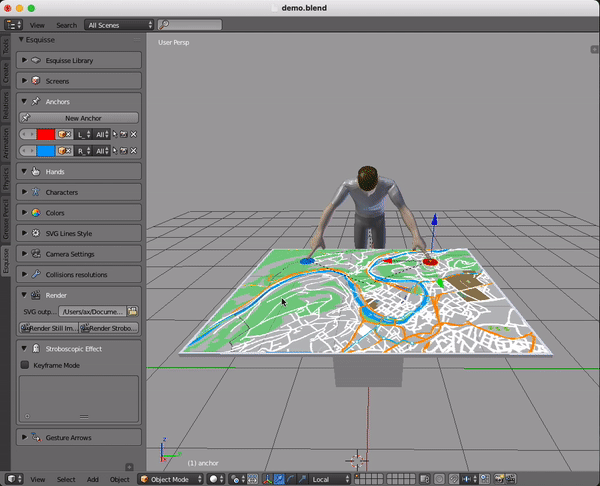 demo.blend
View Search All Scenes
Tools
Create
Relations
Animation
Physics
Grease Pencil
Esquisse
Esquisse
Esquisse Library
Screens
Anchors
New Anchor
L_ All
R_ All
Hands
Characters
Colors
SVG Lines Style
Camera Settings
Collisions resolutions
Render
SVG outp... /Users/ax/Docume...
Render Still Im... Render Strobo...
Stroboscopic Effect
Keyframe Mode
Gesture Arrows
User Persp
(1) anchor
View Select Add Object Object Mode Local